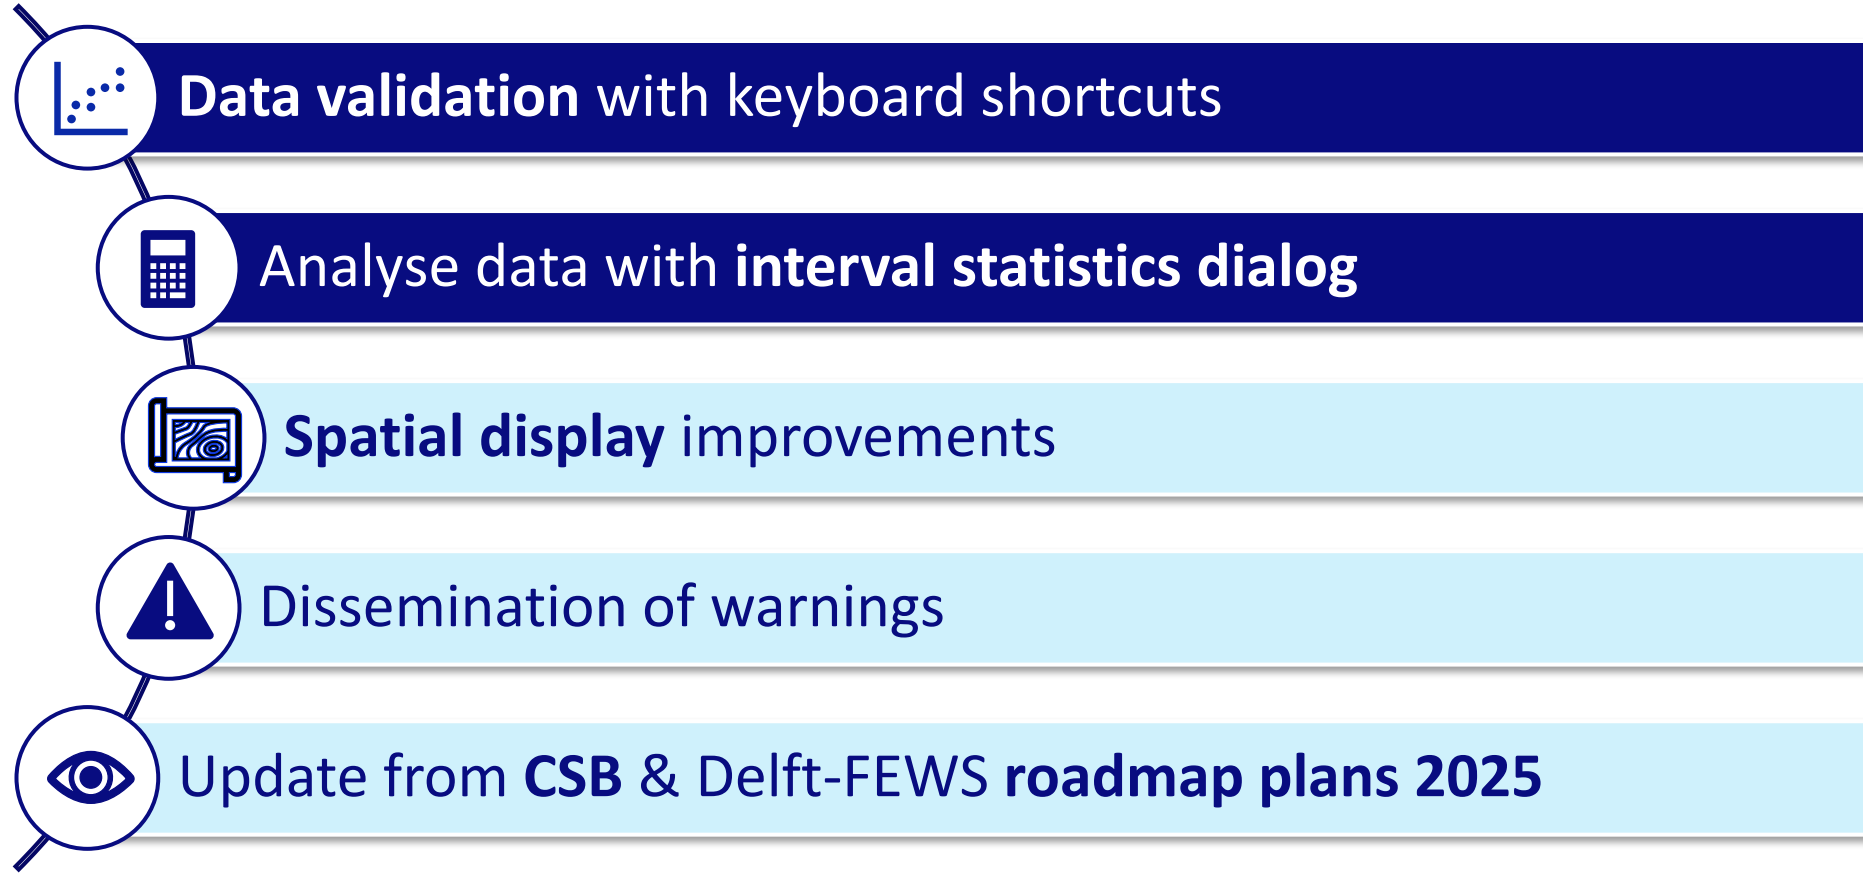 Data validation with keyboard shortcuts
Analyse data with interval statistics dialog
Spatial display improvements
Dissemination of warnings
Update from CSB & Delft-FEWS roadmap plans 2025